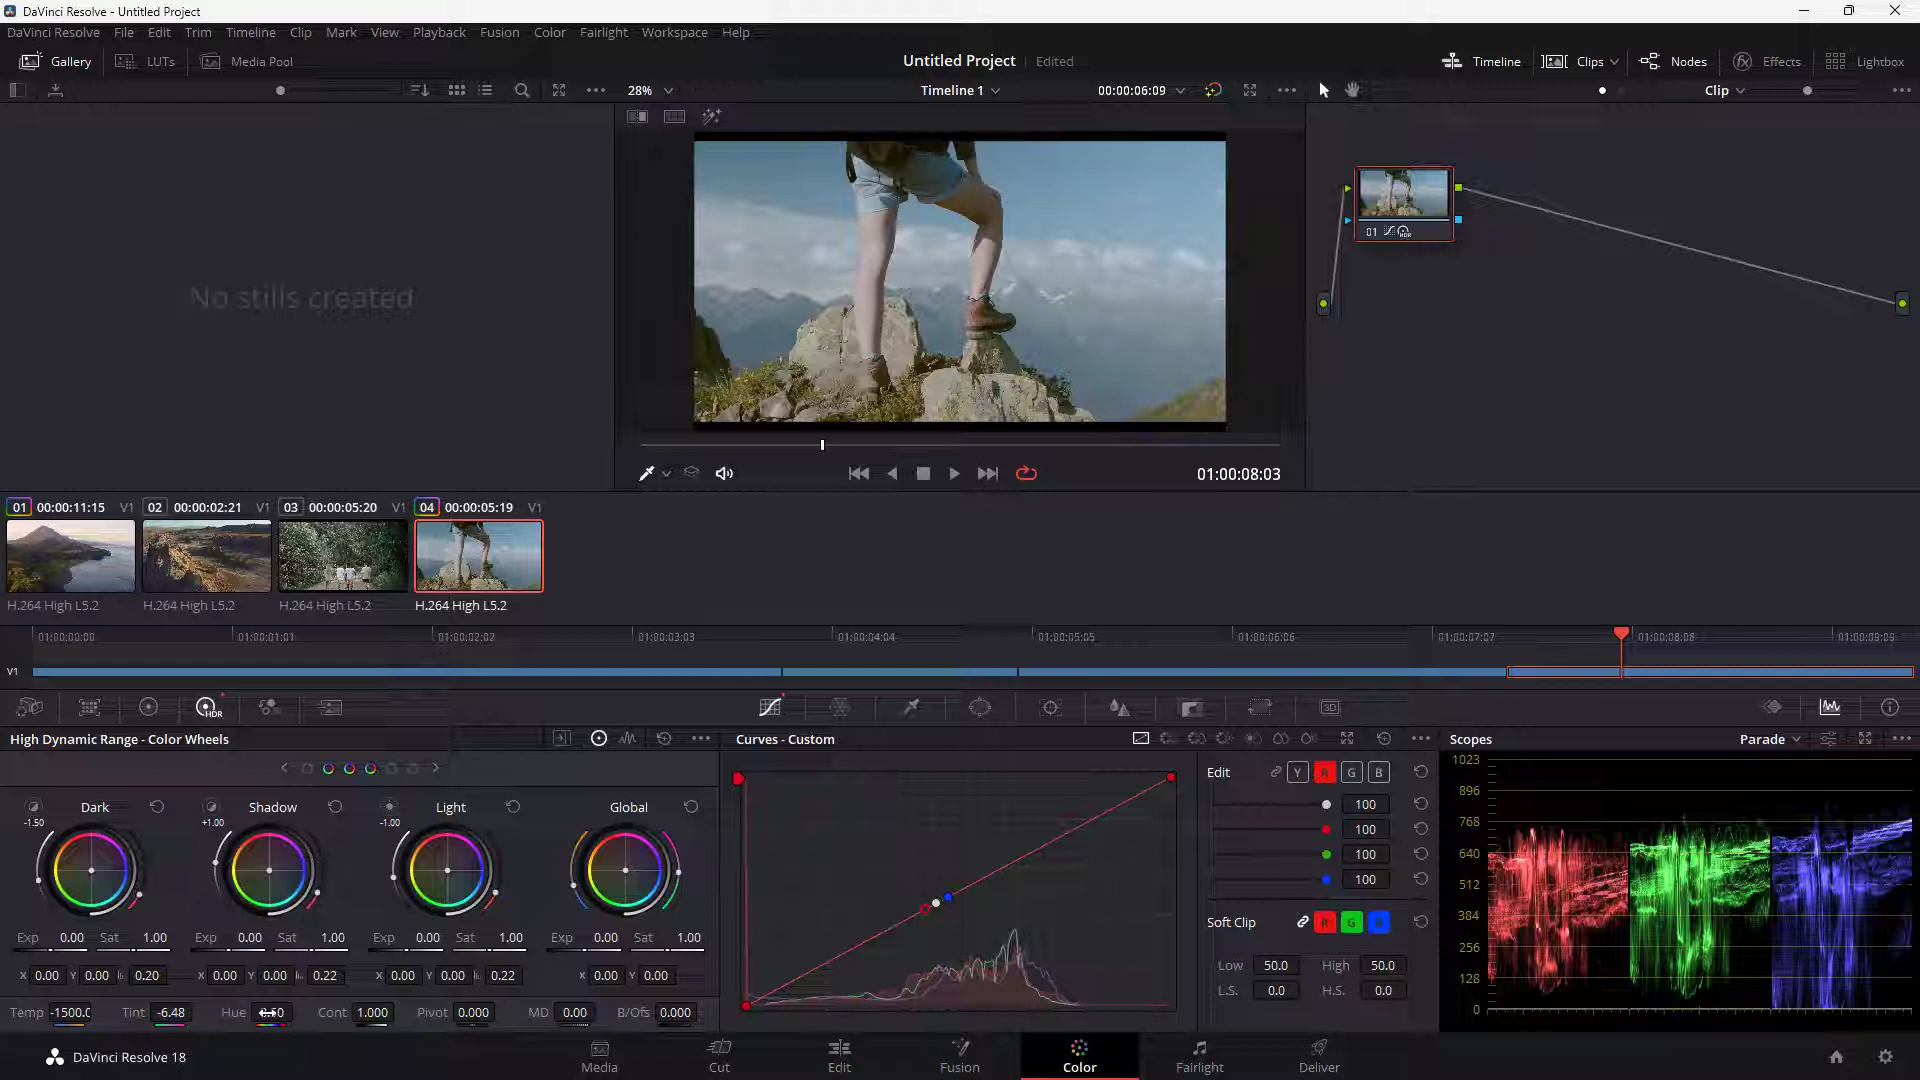 DaVinci Resolve - Untitled Project
DaVinci Resolve File Edit Trim Timeline Clip Mark View Playback Fusion Color Fairlight Workspace Help
Gallery LUTs Media Pool Untitled Project Edited Timeline Clips Nodes Effects Lightbox
28% Timeline 1 00:00:06:09 Clip
No stills created
01
HDR
01:00:08:03
01 00:00:11:15 V1 02 00:00:02:21 V1 03 00:00:05:20 V1 04 00:00:05:19 V1
H.264 High L5.2 H.264 High L5.2 H.264 High L5.2 H.264 High L5.2
01:00:00:00 01:00:01:01 01:00:02:02 01:00:03:03 01:00:04:04 01:00:05:05 01:00:06:06 01:00:07:07 01:00:08:08 01:00:09:09
V1
HDR 3D
High Dynamic Range - Color Wheels Curves - Custom Scopes Parade
Dark Shadow Light Global
-1.50 +1.00 -1.00
Exp 0.00 Sat 1.00 Exp 0.00 Sat 1.00 Exp 0.00 Sat 1.00 Exp 0.00 Sat 1.00
X 0.00 Y 0.00 0.20 X 0.00 Y 0.00 0.22 X 0.00 Y 0.00 0.22 X 0.00 Y 0.00
Temp -1500.0 Tint -6.48 Hue Cont 1.000 Pivot 0.000 MD 0.00 B/Ofs 0.000
Edit Y R G B
100
100
100
100
Soft Clip R G B
Low 50.0 High 50.0
L.S. 0.0 H.S. 0.0
1023
896
768
640
512
384
256
128
0
DaVinci Resolve 18 Media Cut Edit Fusion Color Fairlight Deliver